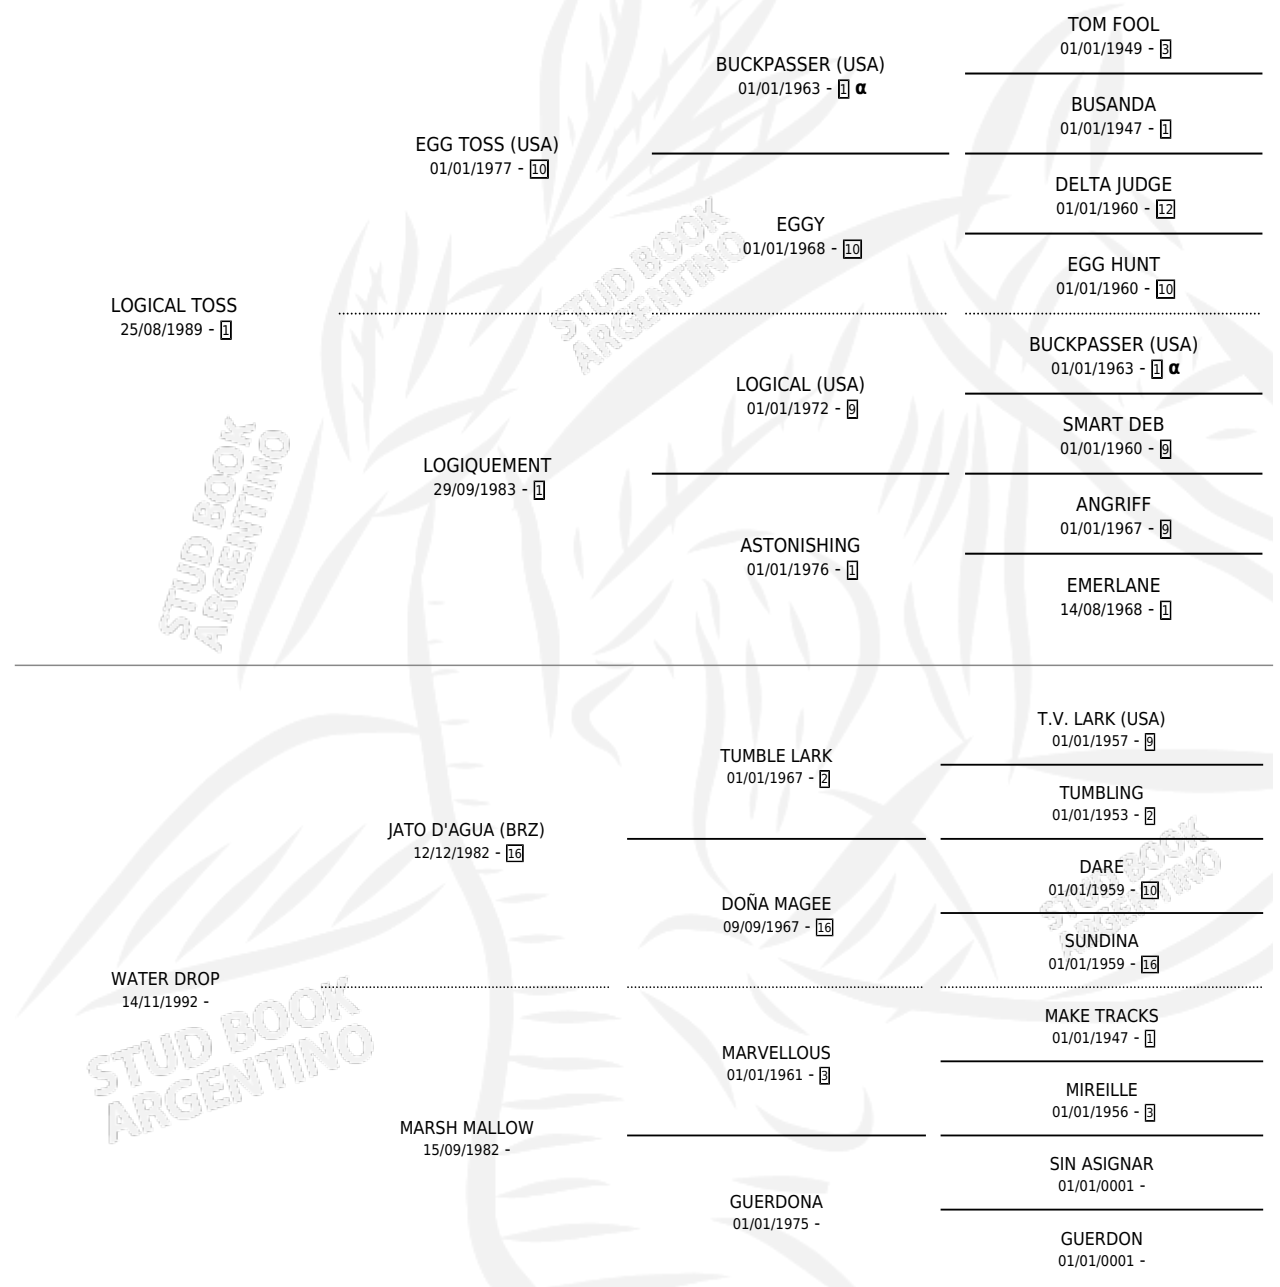 TOM FOOL
01/01/1949 - 3
BUCKPASSER (USA)
01/01/1963 - 1 α
BUSANDA
01/01/1947 - 1
EGG TOSS (USA)
01/01/1977 - 10
DELTA JUDGE
01/01/1960 - 12
EGGY
01/01/1968 - 10
EGG HUNT
01/01/1960 - 10
LOGICAL TOSS
25/08/1989 - 1
BUCKPASSER (USA)
01/01/1963 - 1 α
LOGICAL (USA)
01/01/1972 - 9
SMART DEB
01/01/1960 - 9
LOGIQUEMENT
29/09/1983 - 1
ANGRIFF
01/01/1967 - 9
ASTONISHING
01/01/1976 - 1
EMERLANE
14/08/1968 - 1
T.V. LARK (USA)
01/01/1957 - 9
TUMBLE LARK
01/01/1967 - 2
TUMBLING
01/01/1953 - 2
JATO D'AGUA (BRZ)
12/12/1982 - 16
DARE
01/01/1959 - 10
DOÑA MAGEE
09/09/1967 - 16
SUNDINA
01/01/1959 - 16
WATER DROP
14/11/1992 -
MAKE TRACKS
01/01/1947 - 1
MARVELLOUS
01/01/1961 - 3
MIREILLE
01/01/1956 - 3
MARSH MALLOW
15/09/1982 -
SIN ASIGNAR
01/01/0001 -
GUERDONA
01/01/1975 -
GUERDON
01/01/0001 -
STUD BOOK
ARGENTINO
STUD BOOK
ARGENTINO
STUD BOOK
ARGENTINO
STUD BOOK
ARGENTINO